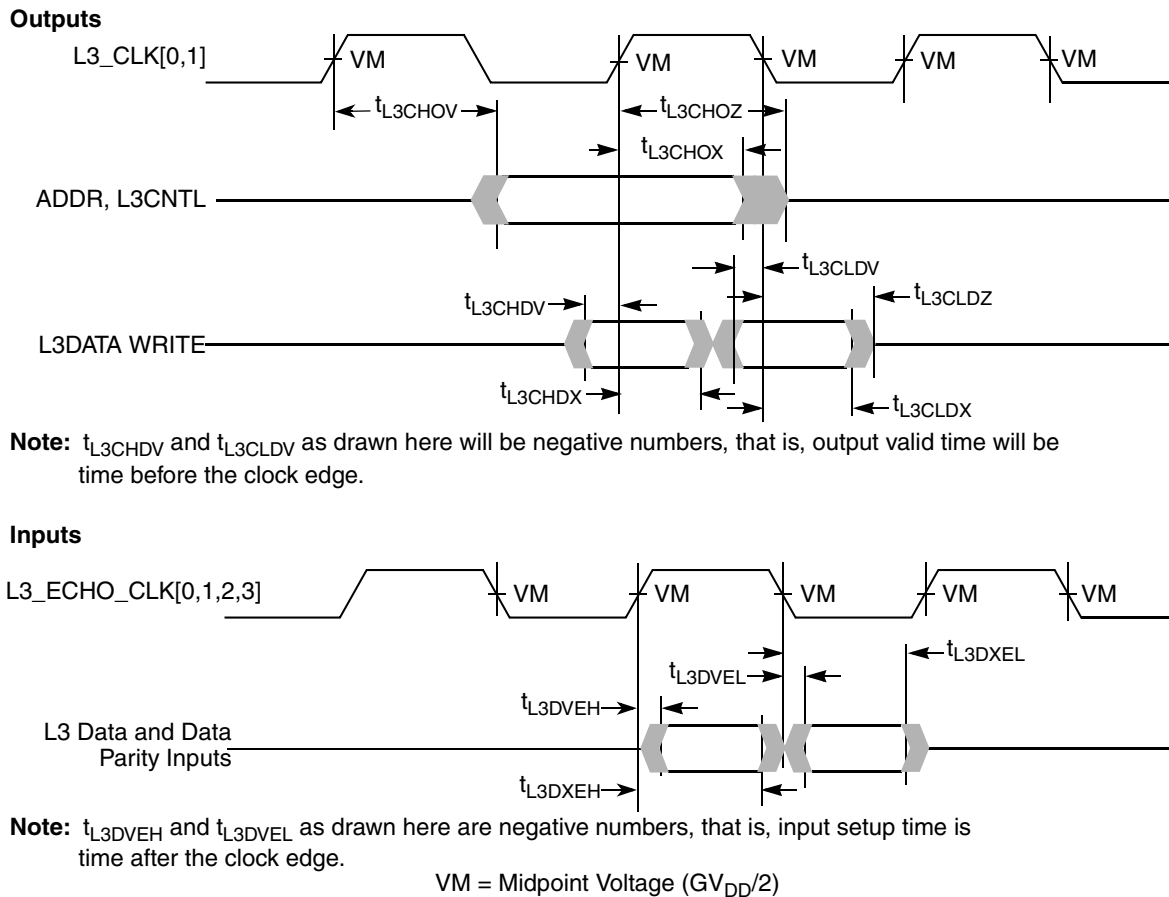 Outputs
L3_CLK[0,1]
VM
VM
VM
VM
VM
tL3CHOV
tL3CHOZ
tL3CHOX
ADDR, L3CNTL
tL3CLDV
tL3CHDV
tL3CLDZ
L3DATA WRITE
tL3CHDX
tL3CLDX
Note: tL3CHDV and tL3CLDV as drawn here will be negative numbers, that is, output valid time will be
time before the clock edge.
Inputs
L3_ECHO_CLK[0,1,2,3]
VM
VM
VM
VM
VM
tL3DXEL
tL3DVEL
tL3DVEH
L3 Data and Data
Parity Inputs
tL3DXEH
Note: tL3DVEH and tL3DVEL as drawn here are negative numbers, that is, input setup time is
time after the clock edge.
VM = Midpoint Voltage (GVDD/2)